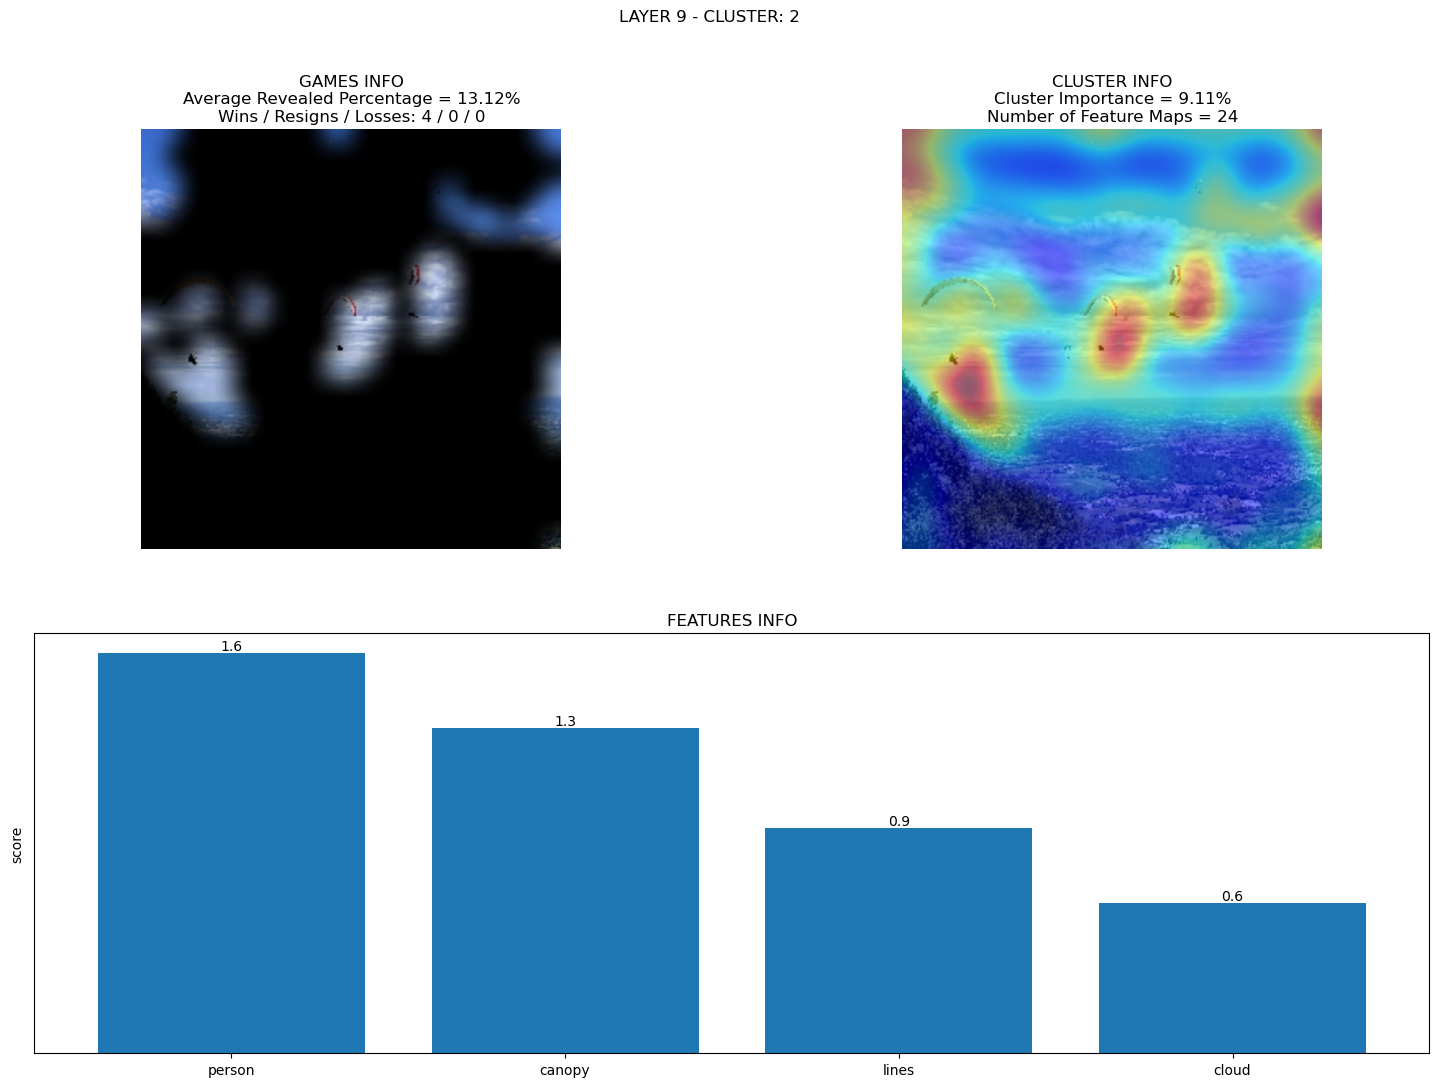 LAYER 9 - CLUSTER: 2
GAMES INFO
Average Revealed Percentage = 13.12%
Wins / Resigns / Losses: 4 / 0 / 0
CLUSTER INFO
Cluster Importance = 9.11%
Number of Feature Maps = 24
FEATURES INFO
score
1.6
1.3
0.9
0.6
person
canopy
lines
cloud